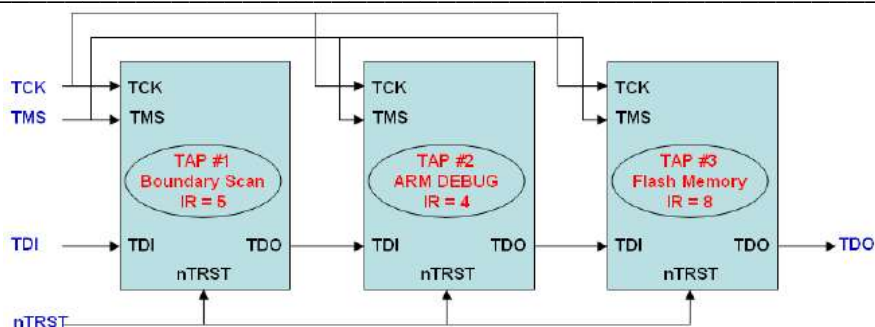 TCK
TMS
TDI
nTRST
TCK
TMS
TAP #1
Boundary Scan
IR = 5
TDI TDO
nTRST
TCK
TMS
TAP #2
ARM DEBUG
IR = 4
TDI TDO
nTRST
TCK
TMS
TAP #3
Flash Memory
IR = 8
TDI TDO
nTRST
TDO